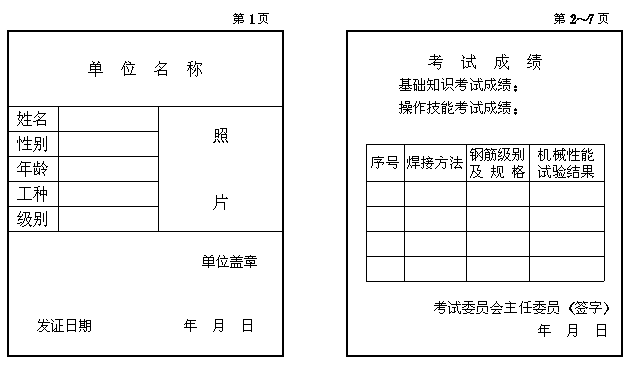 第1页
单 位 名 称
姓名
性别
年龄
工种
级别
照
片
单位盖章
发证日期 年 月 日
第2～7页
考 试 成 绩
基础知识考试成绩：
操作技能考试成绩：
序号 焊接方法 钢筋级别及规格 机械性能试验结果
考试委员会主任委员（签字）
年 月 日